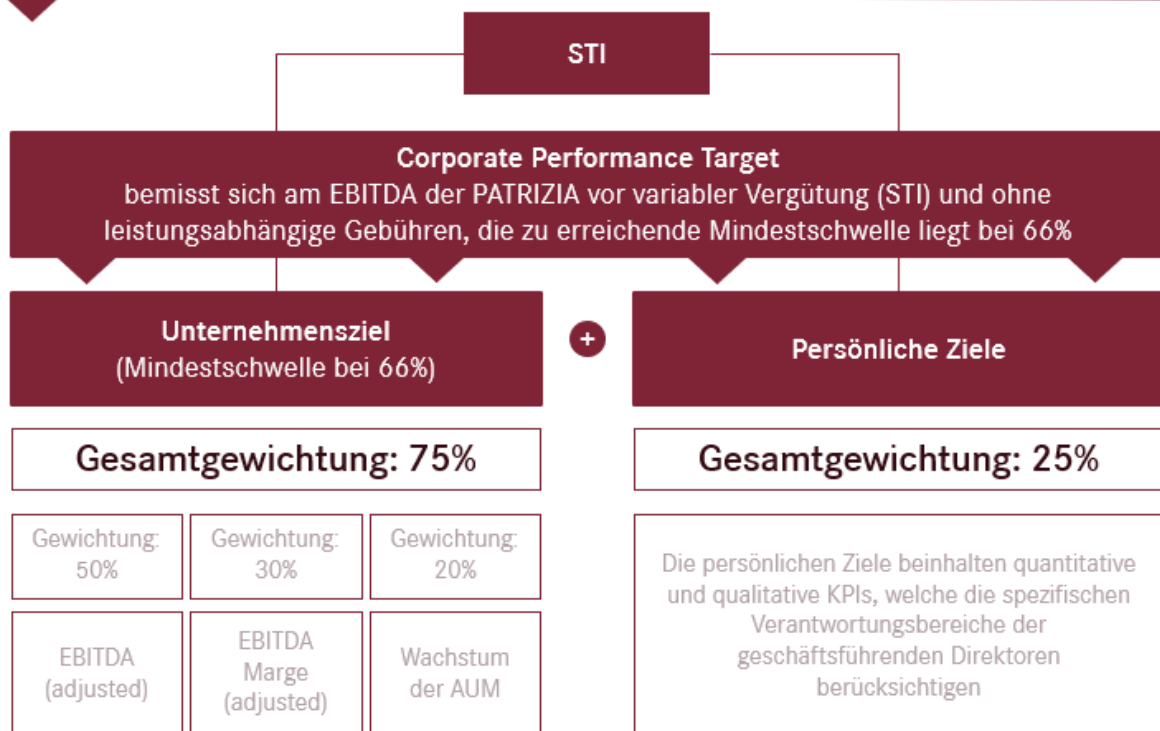 STI
Corporate Performance Target
bemisst sich am EBITDA der PATRIZIA vor variabler Vergütung (STI) und ohne
leistungsabhängige Gebühren, die zu erreichende Mindestschwelle liegt bei 66%
Unternehmensziel
(Mindestschwelle bei 66%)
+
Persönliche Ziele
Gesamtgewichtung: 75%
Gesamtgewichtung: 25%
Gewichtung:
50%
Gewichtung:
30%
Gewichtung:
20%
EBITDA
(adjusted)
EBITDA
Marge
(adjusted)
Wachstum
der AUM
Die persönlichen Ziele beinhalten quantitative
und qualitative KPIs, welche die spezifischen
Verantwortungsbereiche der
geschäftsführenden Direktoren
berücksichtigen